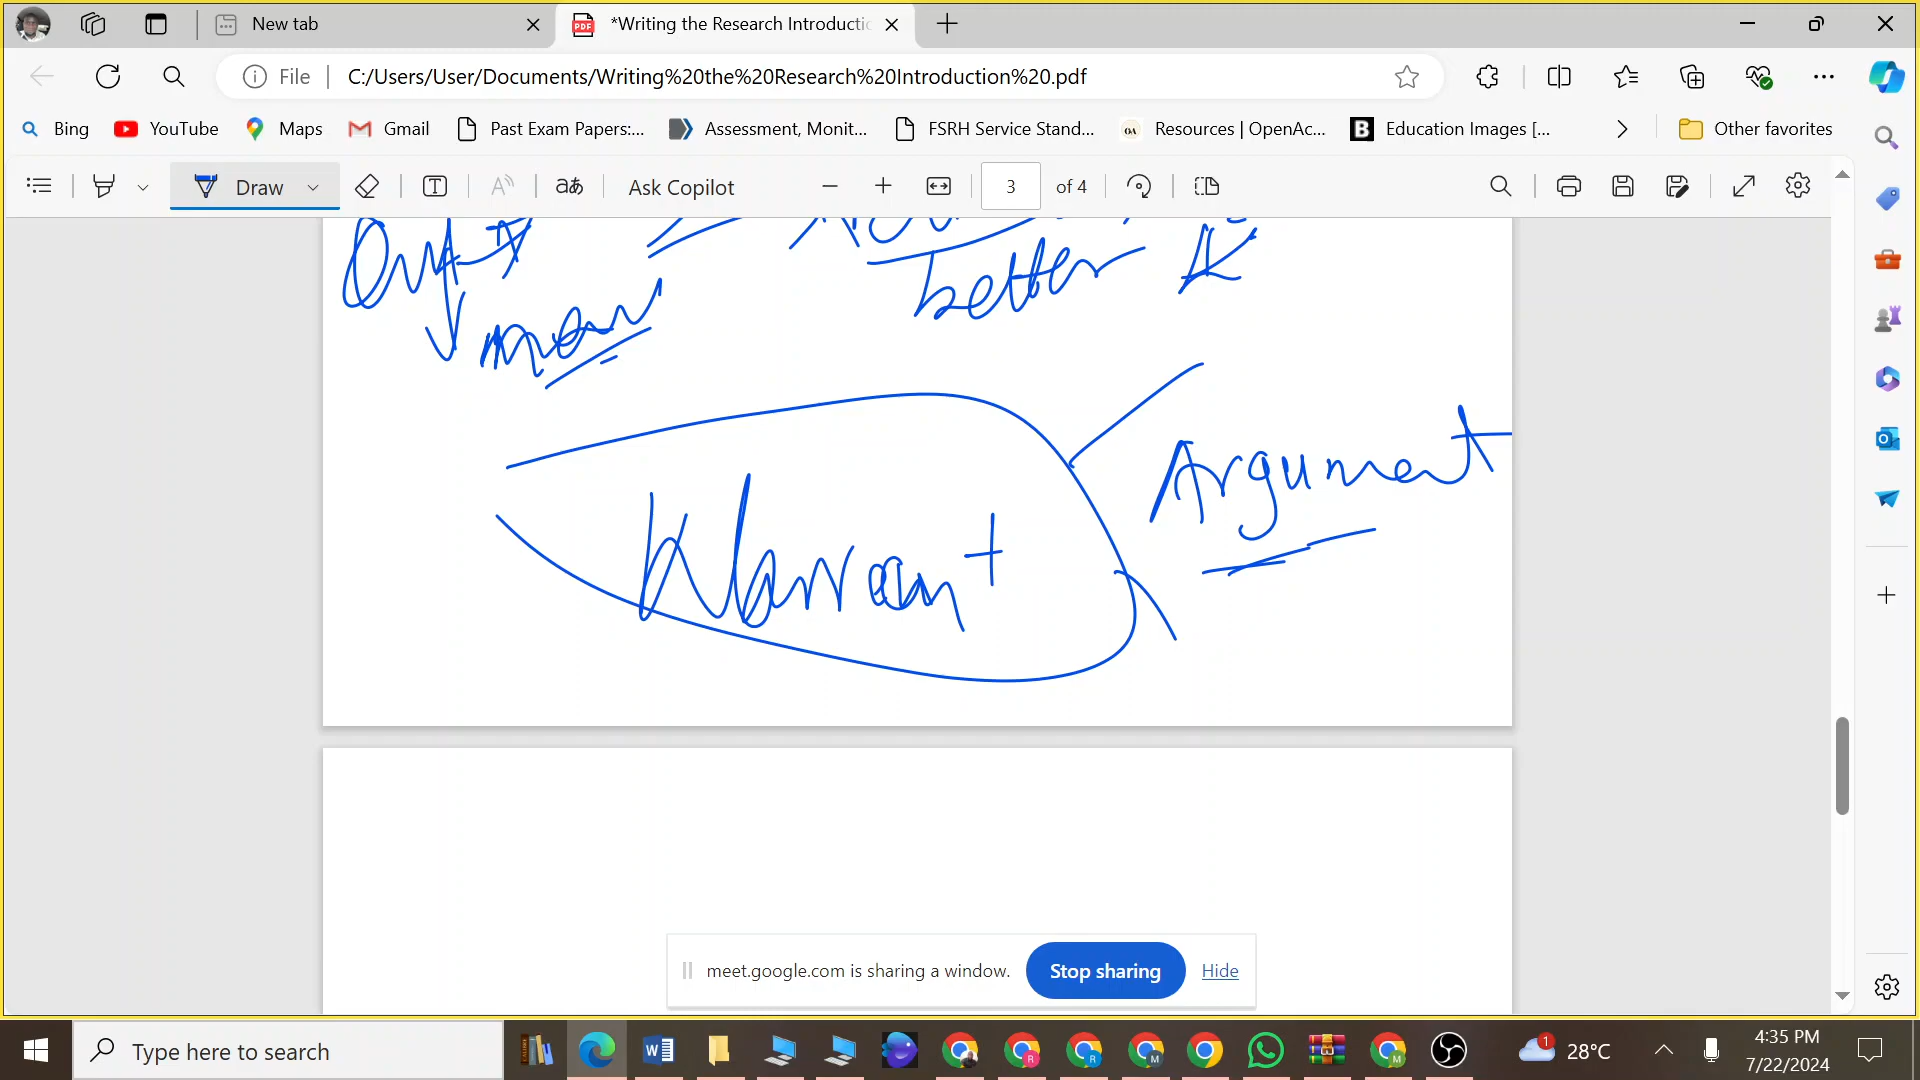 New tab
*Writing the Research Introductic
File
C:/Users/User/Documents/Writing%20the%20Research%20Introduction%20.pdf
Bing
YouTube
Maps
Gmail
Past Exam Papers:...
Assessment, Monit...
FSRH Service Stand...
Resources | OpenAc...
Education Images [...
Other favorites
Draw
Ask Copilot
3 of 4
better
Argument
Warrant
meet.google.com is sharing a window.
Stop sharing
Hide
Type here to search
1
28°C
4:35 PM
7/22/2024